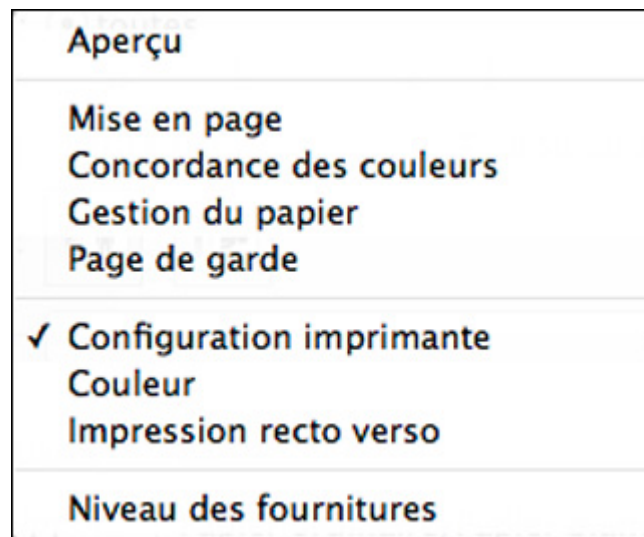 Aperçu
Mise en page
Concordance des couleurs
Gestion du papier
Page de garde
✓ Configuration imprimante
Couleur
Impression recto verso
Niveau des fournitures